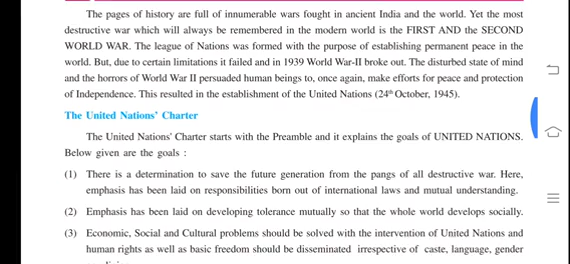 The pages of history are full of innumerable wars fought in ancient India and the world. Yet the most
destructive war which will always be remembered in the modern world is the FIRST AND the SECOND
WORLD WAR. The league of Nations was formed with the purpose of establishing permanent peace in the
world. But, due to certain limitations it failed and in 1939 World War-II broke out. The disturbed state of mind
and the horrors of World War II persuaded human beings to, once again, make efforts for peace and protection
of Independence. This resulted in the establishment of the United Nations (24th October, 1945).
The United Nations' Charter
The United Nations' Charter starts with the Preamble and it explains the goals of UNITED NATIONS.
Below given are the goals :
(1) There is a determination to save the future generation from the pangs of all destructive war. Here,
emphasis has been laid on responsibilities born out of international laws and mutual understanding.
(2) Emphasis has been laid on developing tolerance mutually so that the whole world develops socially.
(3) Economic, Social and Cultural problems should be solved with the intervention of United Nations and
human rights as well as basic freedom should be disseminated irrespective of caste, language, gender